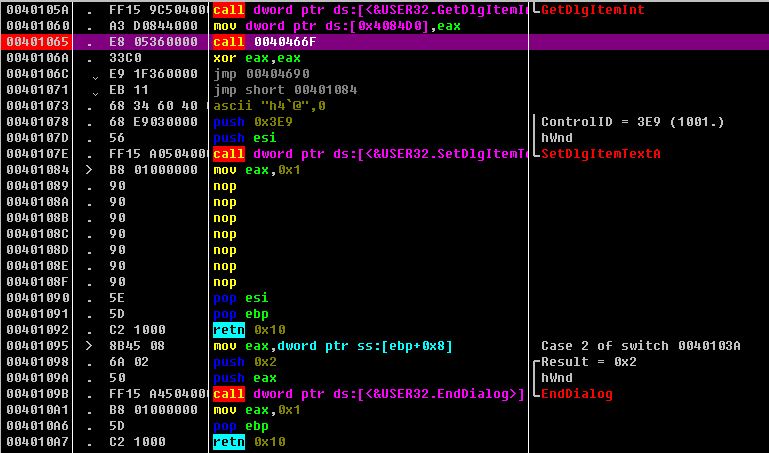 0040105A . FF15 9C504000 call dword ptr ds:[<&USER32.GetDlgItemIn GetDlgItemInt
00401060 . A3 D0844000 mov dword ptr ds:[0x4084D0],eax
00401065 . E8 05360000 call 0040466F
0040106A . 33C0 xor eax,eax
0040106C . E9 1F360000 jmp 00404690
00401071 . EB 11 jmp short 00401084
00401073 . 68 34 60 40 0 ascii "h4`@",0
00401078 . 68 E9030000 push 0x3E9 ControlID = 3E9 (1001.)
0040107D . 56 push esi hWnd
0040107E . FF15 A0504000 call dword ptr ds:[<&USER32.SetDlgItemTe SetDlgItemTextA
00401084 > B8 01000000 mov eax,0x1
00401089 . 90 nop
0040108A . 90 nop
0040108B . 90 nop
0040108C . 90 nop
0040108D . 90 nop
0040108E . 90 nop
0040108F . 90 nop
00401090 . 5E pop esi
00401091 . 5D pop ebp
00401092 . C2 1000 retn 0x10
00401095 > 8B45 08 mov eax,dword ptr ss:[ebp+0x8] Case 2 of switch 0040103A
00401098 . 6A 02 push 0x2 Result = 0x2
0040109A . 50 push eax hWnd
0040109B . FF15 A4504000 call dword ptr ds:[<&USER32.EndDialog>] EndDialog
004010A1 . B8 01000000 mov eax,0x1
004010A6 . 5D pop ebp
004010A7 . C2 1000 retn 0x10